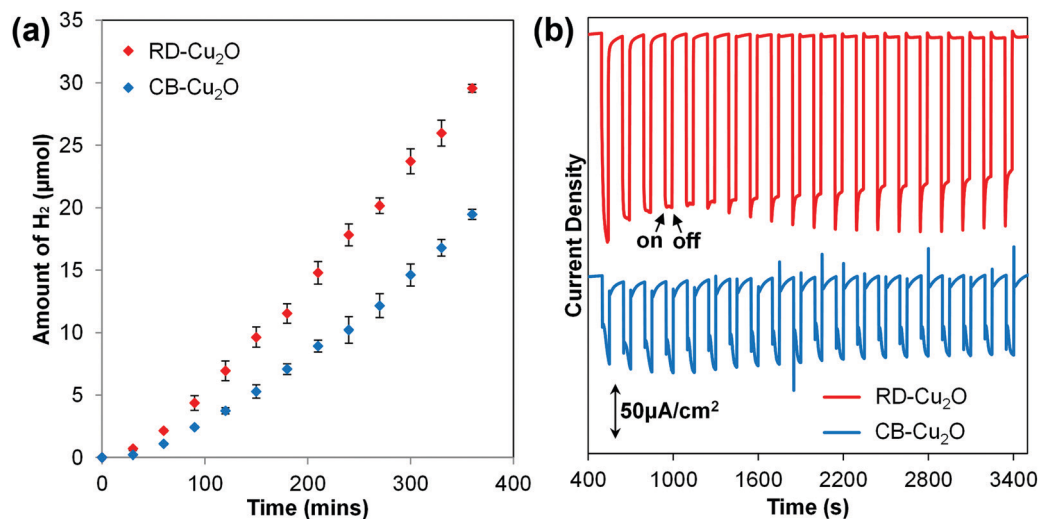 (a)
35
30
25
20
15
10
5
0
Amount of H₂ (μmol)
RD-Cu₂O
CB-Cu₂O
0 100 200 300 400
Time (mins)
(b)
Current Density
on off
50μA/cm²
RD-Cu₂O
CB-Cu₂O
400 1000 1600 2200 2800 3400
Time (s)